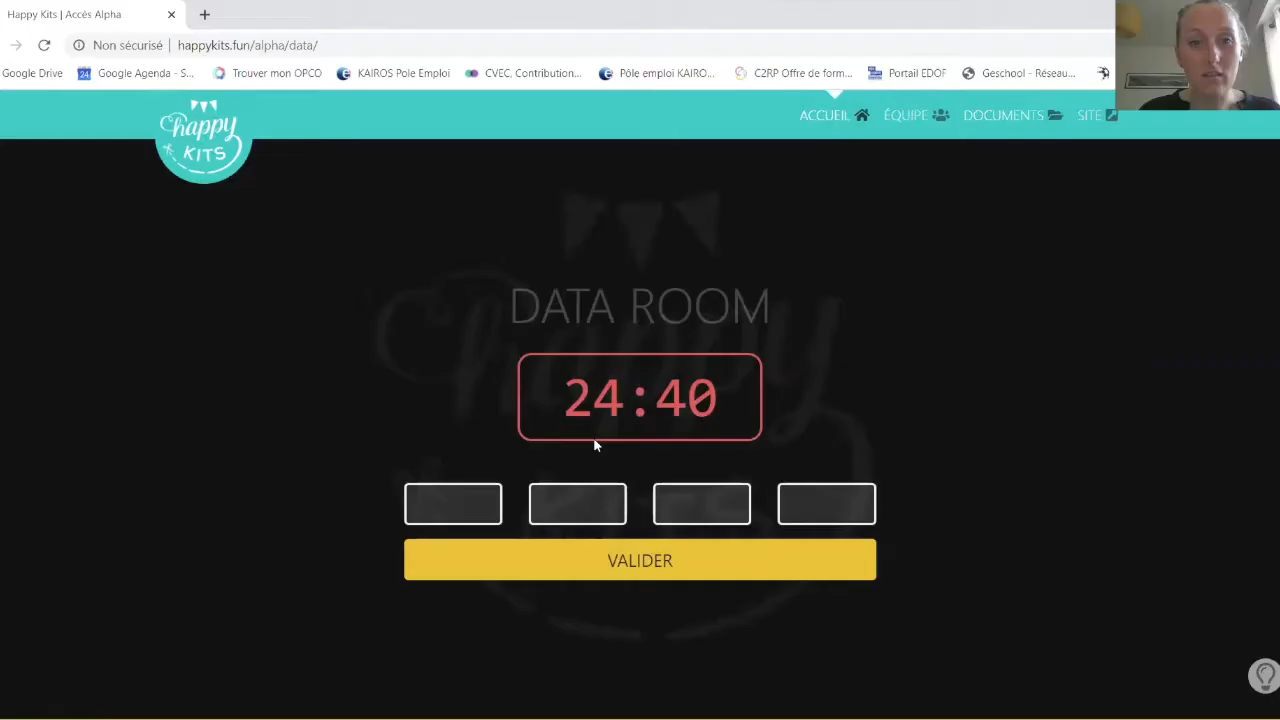 Happy Kits | Accès Alpha
Non sécurisé | happykits.fun/alpha/data/
Google Drive
Google Agenda - S...
Trouver mon OPCO
KAIROS Pole Emploi
CVEC, Contribution...
Pôle emploi KAIRO...
C2RP Offre de form...
Portail EDOF
Geschool - Réseau...
24
happy
KITS
ACCUEIL
ÉQUIPE
DOCUMENTS
SITE
DATA ROOM
24:40
VALIDER